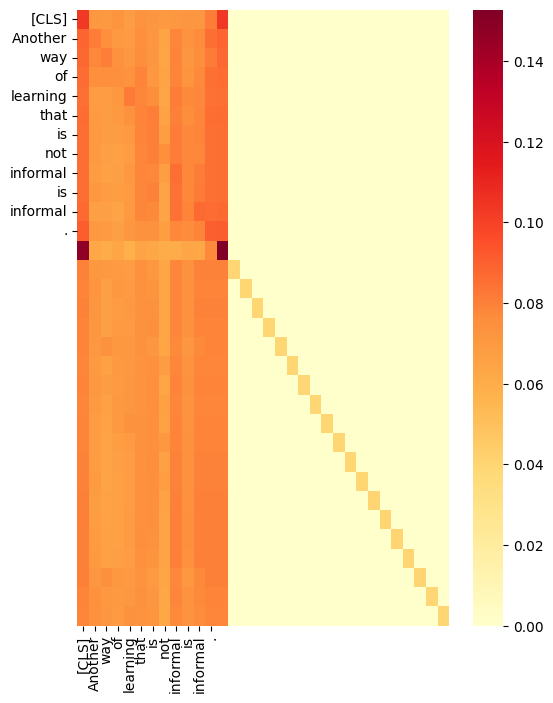 [CLS]
Another
way
of
learning
that
is
not
informal
is
informal
.
[CLS]
Another
way
of
learning
that
is
not
informal
is
informal
.
0.14
0.12
0.10
0.08
0.06
0.04
0.02
0.00